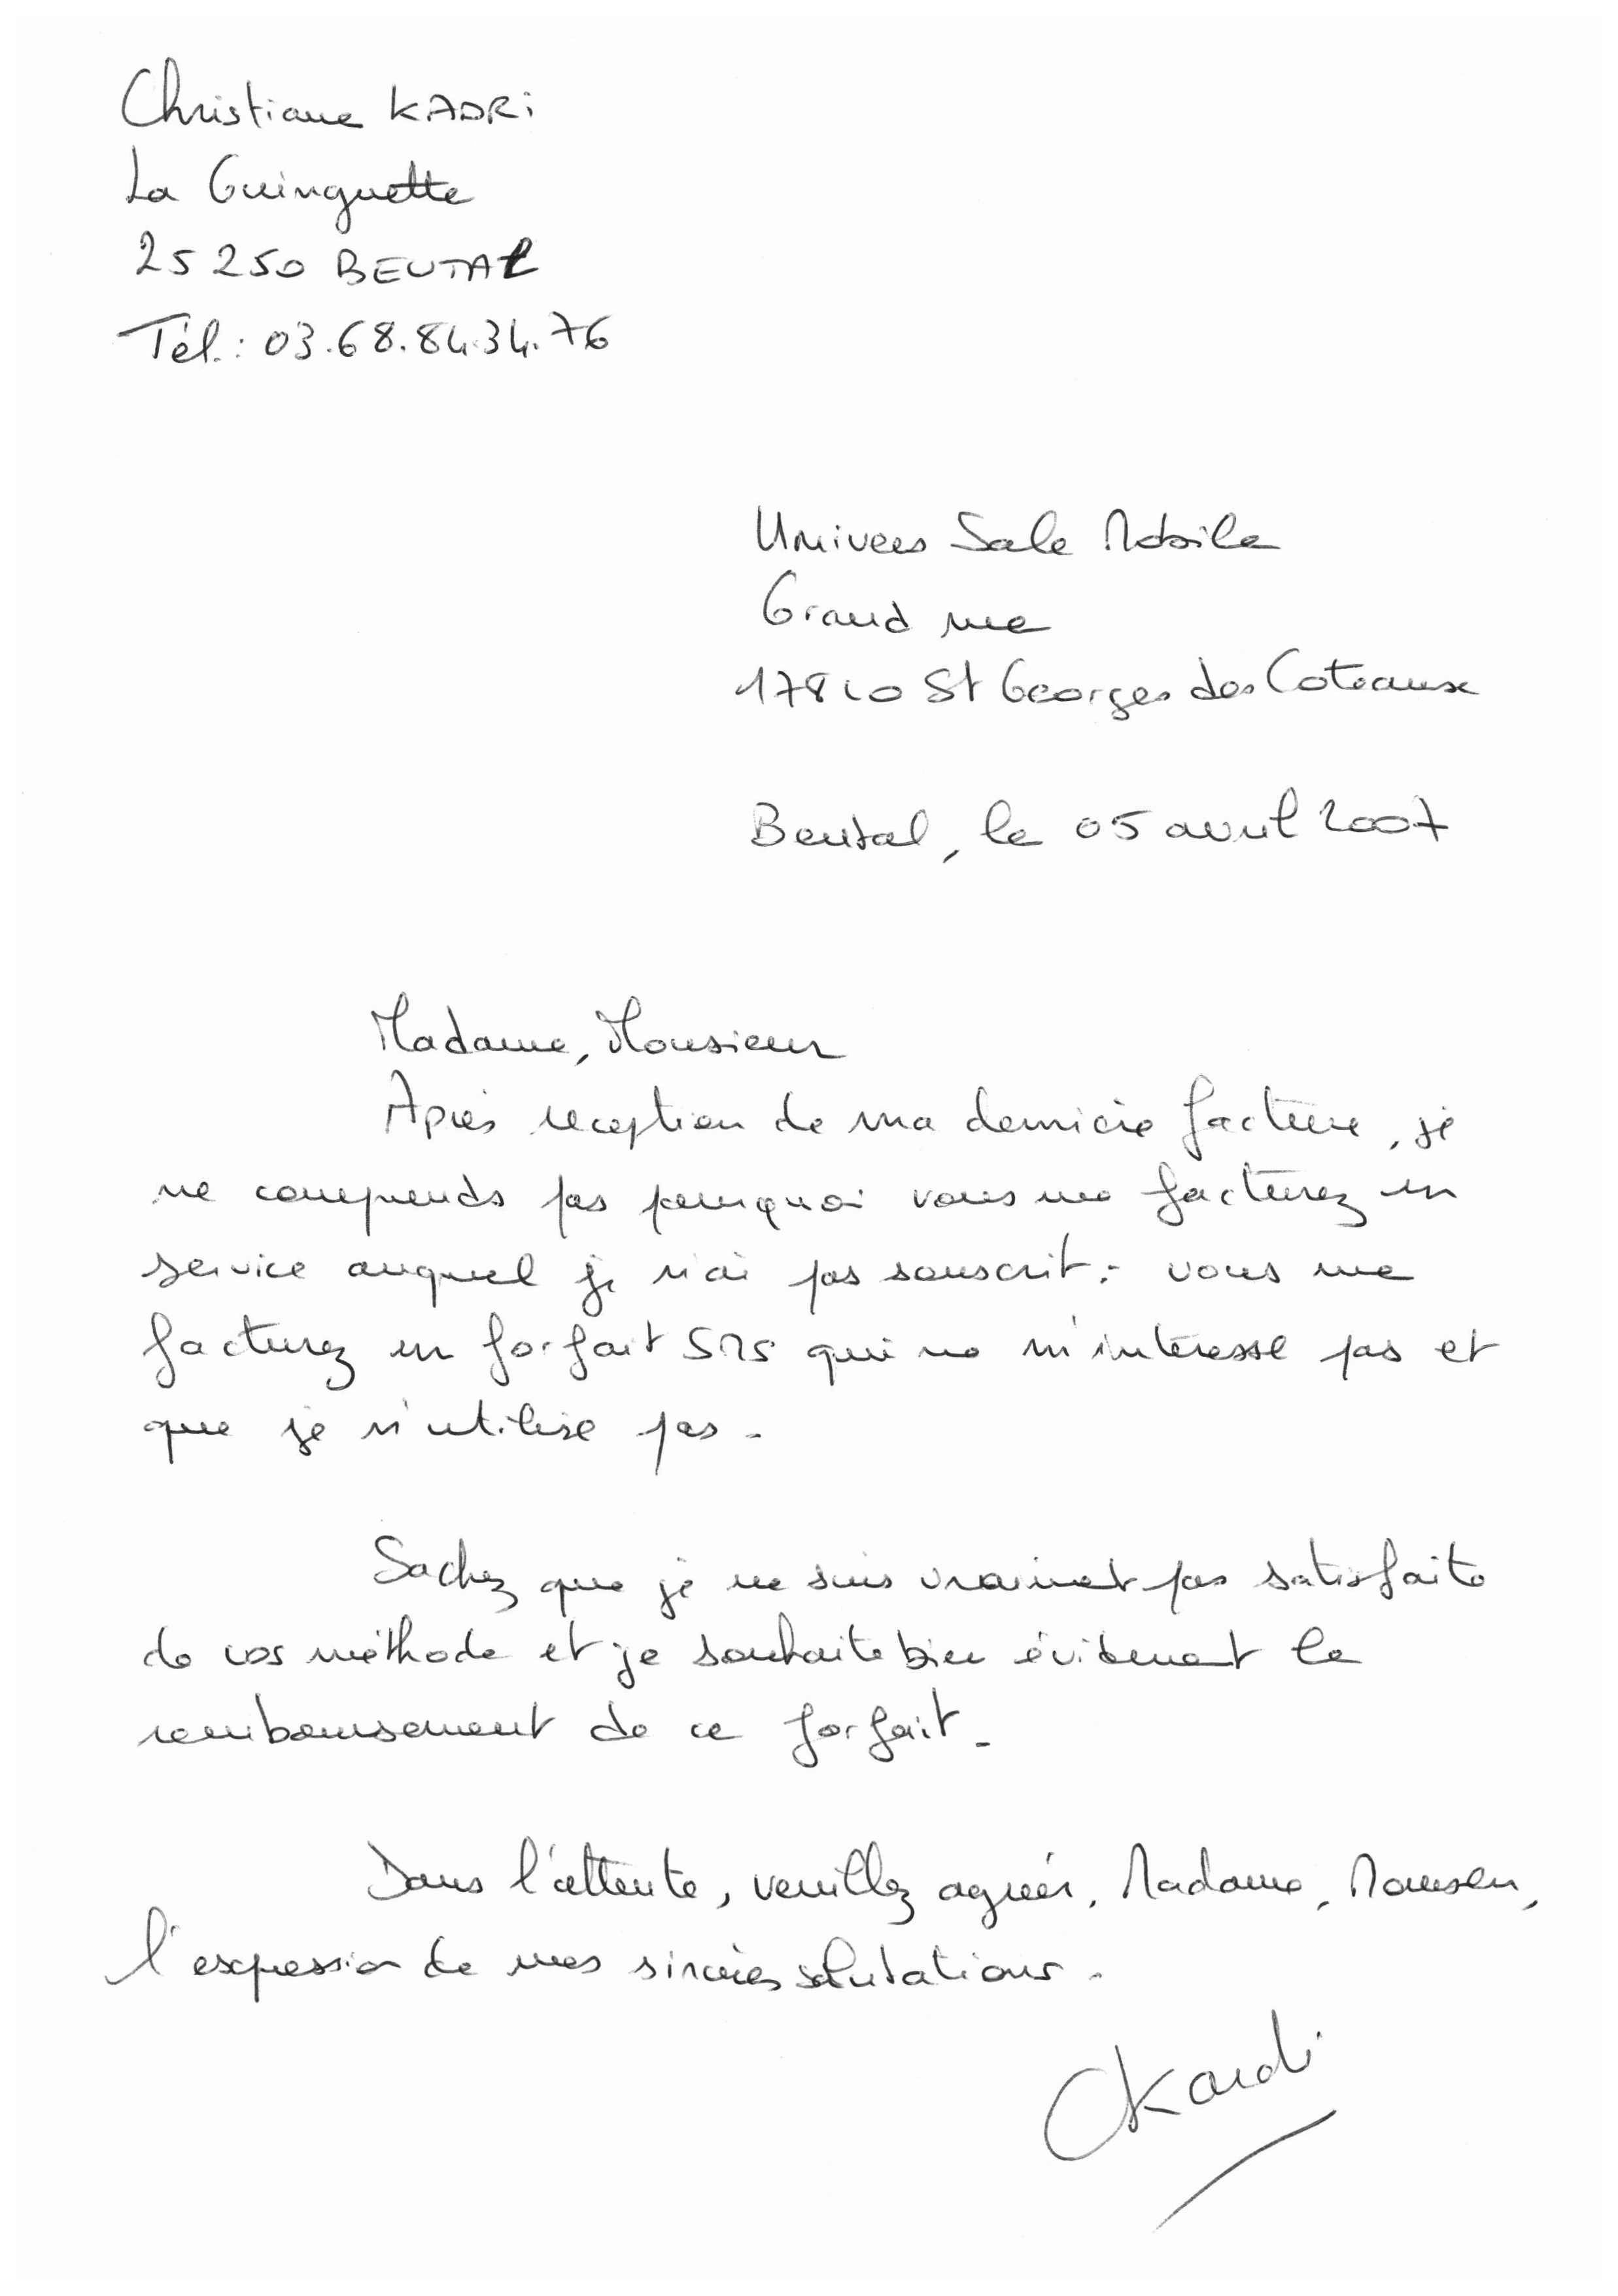 Christiane KADRi
La Guinguette
25250 BEUTAL
Tél.: 03.68.84.34.76
Univers Sale Mobile
Grand rue
17810 St Georges des Coteaux
Beutal, le 05 avril 2007
Madame, Monsieur
Après reception de ma dernière facture, je
ne comprends pas pourquoi vous me facturez un
service auquel je n'ai pas souscrit : vous me
facturez un forfait SMS qui ne m'intéresse pas et
que je n'utilise pas.
Sachez que je ne suis vraiment pas satisfaite
de vos méthode et je souhaite bien évidement le
remboursement de ce forfait.
Dans l'attente, veuillez agréer, Madame, Monsieur,
l'expression de mes sincères salutations.
CKardi